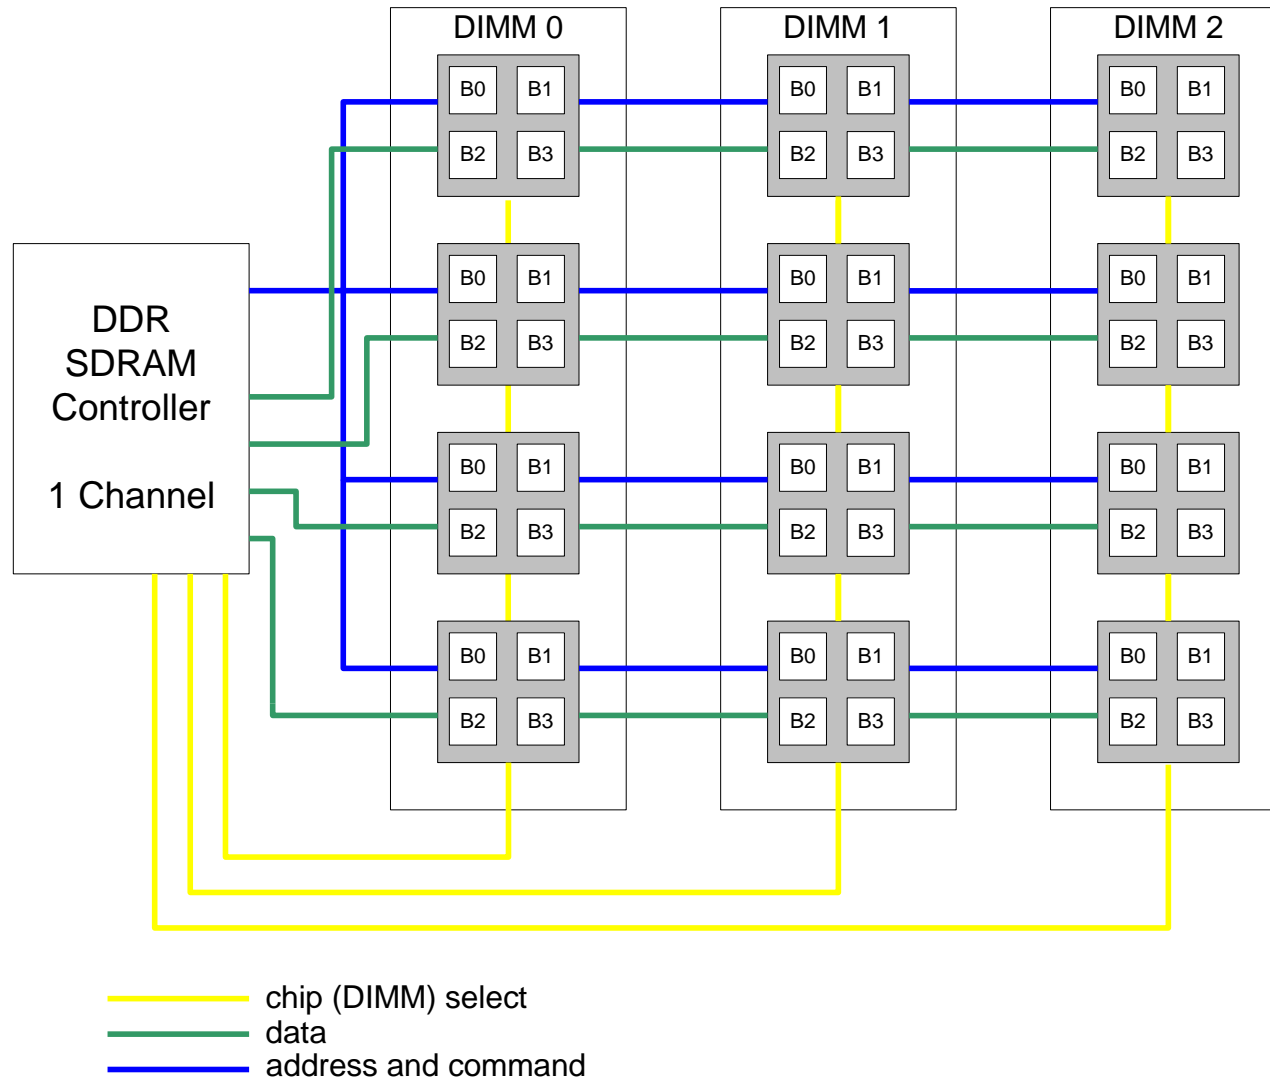 DIMM 0
DIMM 1
DIMM 2
B0 B1 B0 B1 B0 B1
B2 B3 B2 B3 B2 B3
B0 B1 B0 B1 B0 B1
B2 B3 B2 B3 B2 B3
DDR
SDRAM
Controller
1 Channel
B0 B1 B0 B1 B0 B1
B2 B3 B2 B3 B2 B3
B0 B1 B0 B1 B0 B1
B2 B3 B2 B3 B2 B3
chip (DIMM) select
data
address and command